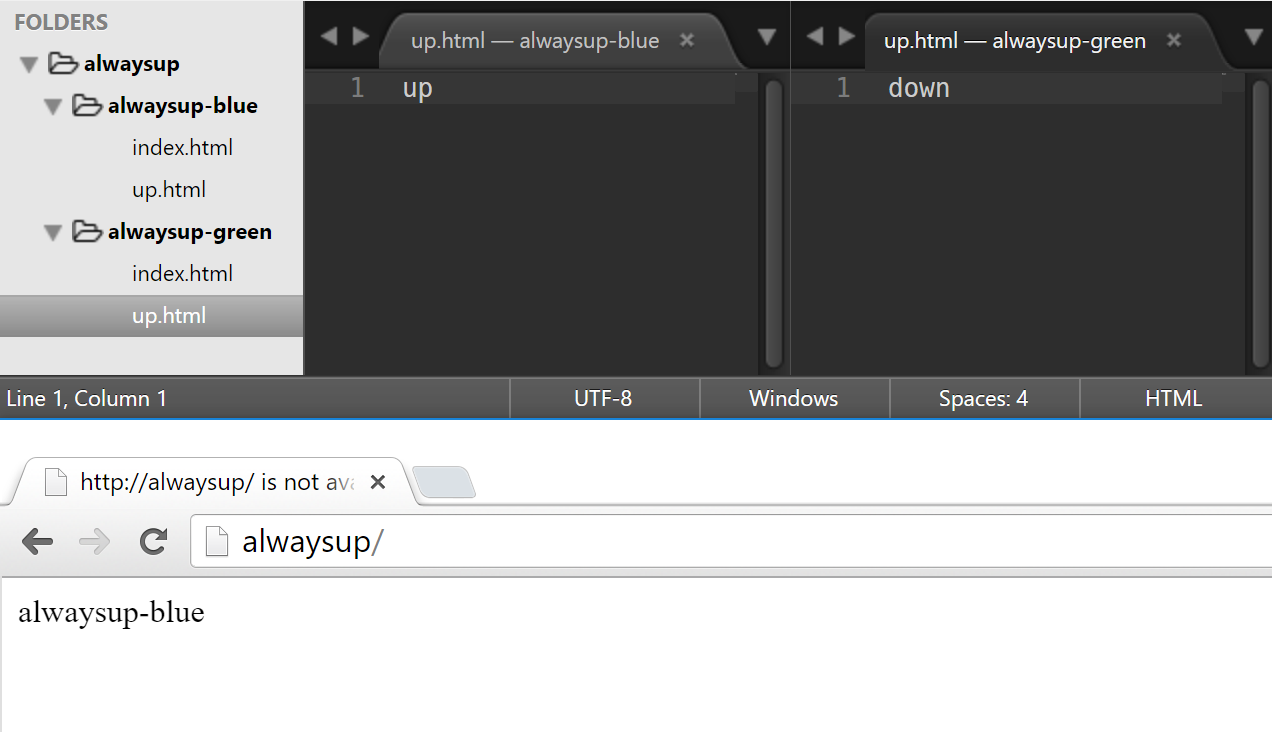 FOLDERS
alwaysup
alwaysup-blue
index.html
up.html
alwaysup-green
index.html
up.html
up.html — alwaysup-blue
1 up
up.html — alwaysup-green
1 down
Line 1, Column 1 UTF-8 Windows Spaces: 4 HTML
http://alwaysup/ is not ava
alwaysup/
alwaysup-blue